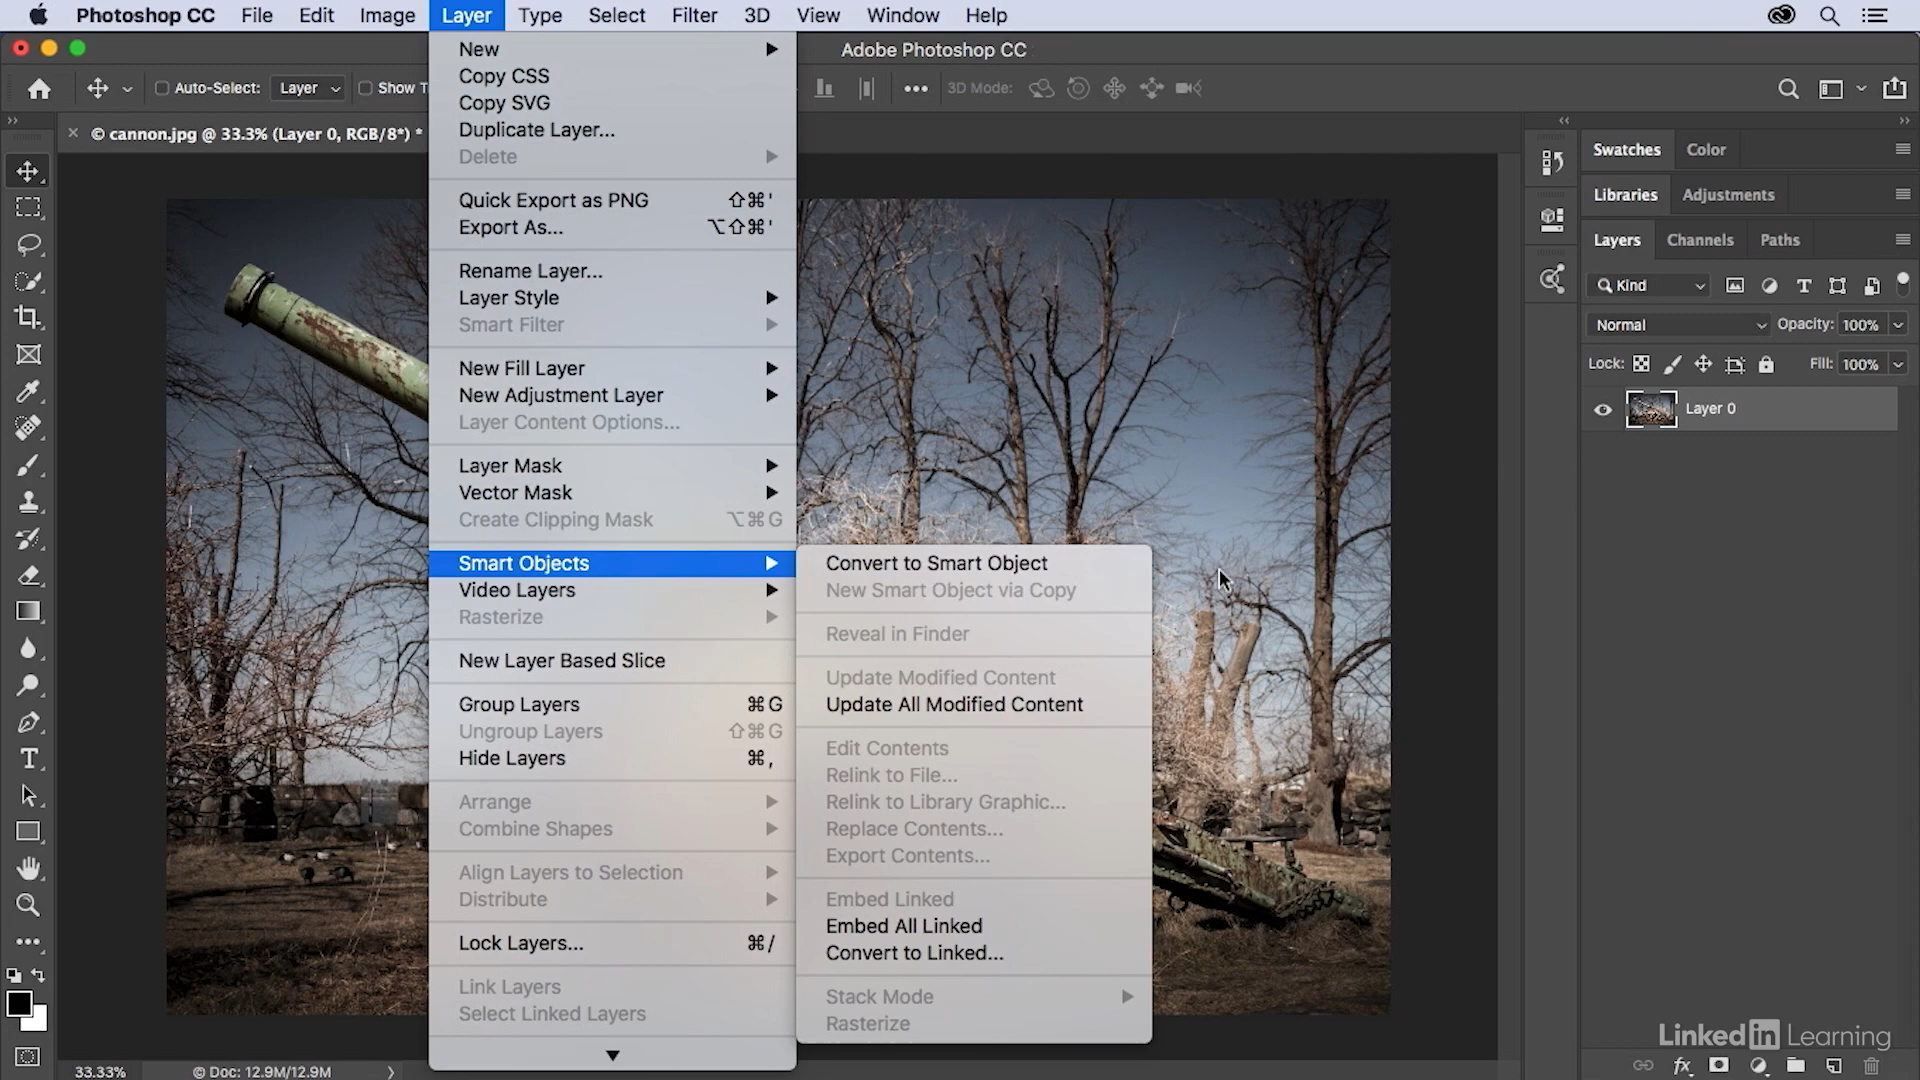 Photoshop CC File Edit Image Layer Type Select Filter 3D View Window Help
Adobe Photoshop CC
Auto-Select: Layer Show T 3D Mode:
© cannon.jpg @ 33.3% (Layer 0, RGB/8*) *
New
Copy CSS
Copy SVG
Duplicate Layer...
Delete
Quick Export as PNG ⇧⌘'
Export As... ⌥⇧⌘'
Rename Layer...
Layer Style
Smart Filter
New Fill Layer
New Adjustment Layer
Layer Content Options...
Layer Mask
Vector Mask
Create Clipping Mask ⌥⌘G
Smart Objects
Video Layers
Rasterize
New Layer Based Slice
Group Layers ⌘G
Ungroup Layers ⇧⌘G
Hide Layers ⌘,
Arrange
Combine Shapes
Align Layers to Selection
Distribute
Lock Layers... ⌘/
Link Layers
Select Linked Layers
Convert to Smart Object
New Smart Object via Copy
Reveal in Finder
Update Modified Content
Update All Modified Content
Edit Contents
Relink to File...
Relink to Library Graphic...
Replace Contents...
Export Contents...
Embed Linked
Embed All Linked
Convert to Linked...
Stack Mode
Rasterize
Swatches Color
Libraries Adjustments
Layers Channels Paths
Kind
Normal Opacity: 100%
Lock: Fill: 100%
Layer 0
33.33% © Doc: 12.9M/12.9M
LinkedIn Learning